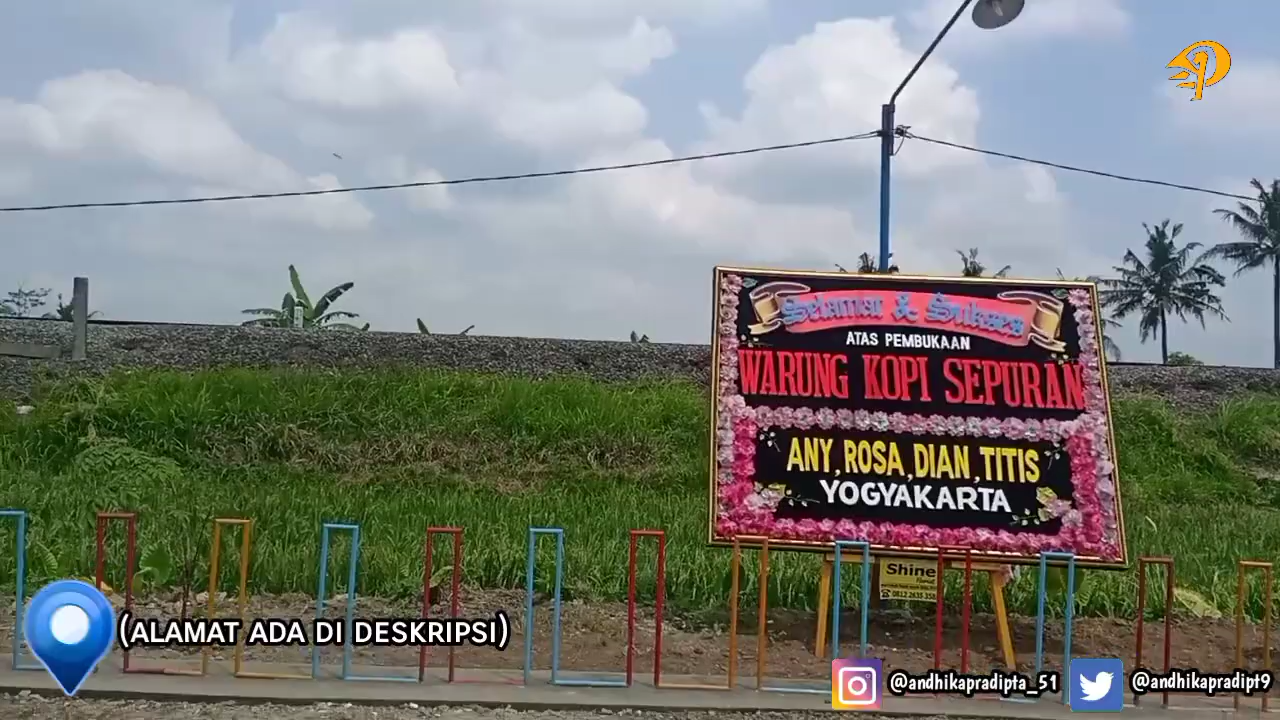 Selamat & Sukses
ATAS PEMBUKAAN
WARUNG KOPI SEPURAN
ANY, ROSA, DIAN, TITIS
YOGYAKARTA
Shine
(ALAMAT ADA DI DESKRIPSI)
@andhikapradipta_51
@andhikapradipt9